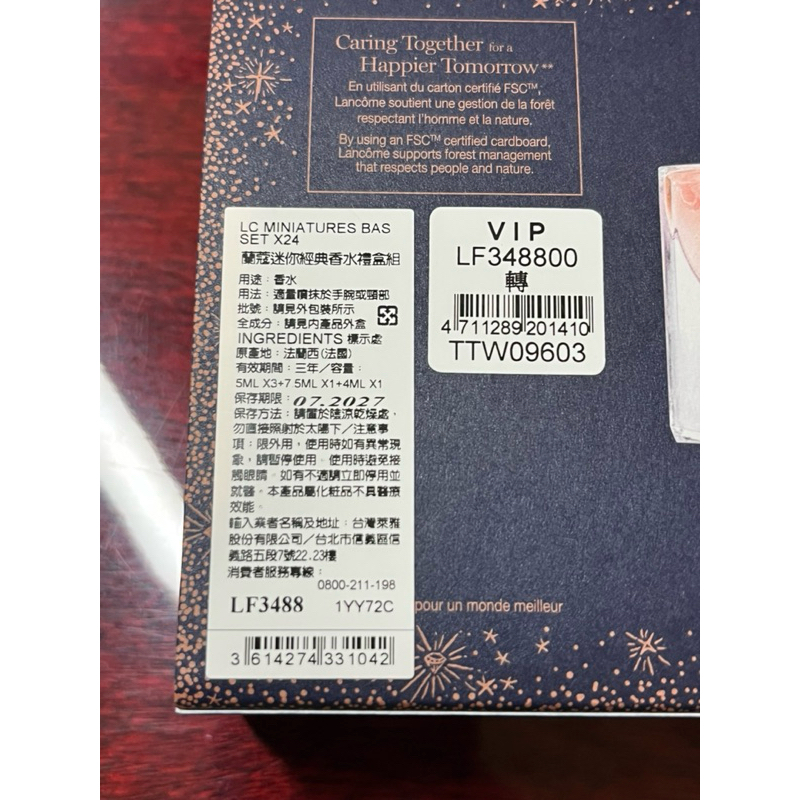 Caring Together for a
Happier Tomorrow**
En utilisant du carton certifié FSC™,
Lancôme soutient une gestion de la forêt
respectant l'homme et la nature.
By using an FSC™ certified cardboard,
Lancôme supports forest management
that respects people and nature.
LC MINIATURES BAS
SET X24
蘭蔻迷你經典香水禮盒組
用途：香水
用法：適量噴抹於手腕或頸部
批號：請見外包裝所示
全成分：請見內產品外盒
INGREDIENTS 標示處
原產地：法蘭西(法國)
有效期間：三年／容量：
5ML X3+7.5ML X1+4ML X1
保存期限：07.2027
保存方法：請置於陰涼乾燥處，
勿直接照射於太陽下／注意事
項：限外用，使用時如有異常現
象，請暫停使用。使用時避免接
觸眼睛。如有不適請立即停用並
就醫。本產品屬化粧品不具醫療
效能。
輸入業者名稱及地址：台灣萊雅
股份有限公司／台北市信義區信
義路五段7號22.23樓
消費者服務專線：
0800-211-198
LF3488 1YY72C
3 614274 331042
VIP
LF348800
轉
4 711289 201410
TTW09603
pour un monde meilleur